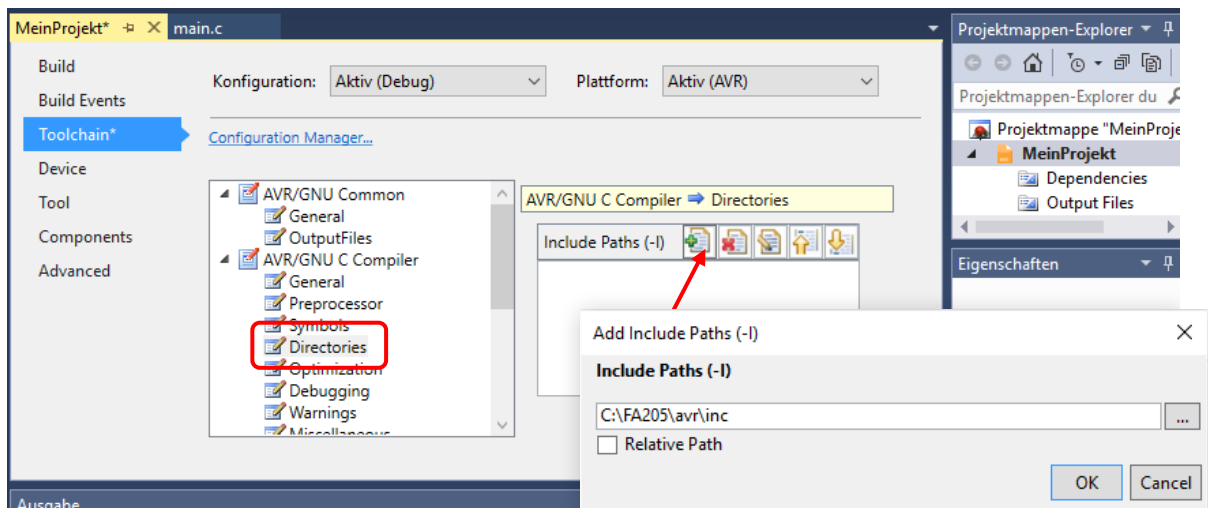 MeinProjekt* main.c
Build
Build Events
Toolchain*
Device
Tool
Components
Advanced
Konfiguration: Aktiv (Debug) Plattform: Aktiv (AVR)
Configuration Manager...
AVR/GNU Common
General
OutputFiles
AVR/GNU C Compiler
General
Preprocessor
Symbols
Directories
Optimization
Debugging
Warnings
Miscellaneous
AVR/GNU C Compiler ➡ Directories
Include Paths (-I)
Projektmappen-Explorer
Projektmappen-Explorer du
Projektmappe "MeinProje
MeinProjekt
Dependencies
Output Files
Eigenschaften
Add Include Paths (-I)
Include Paths (-I)
C:\FA205\avr\inc
...
Relative Path
OK Cancel
Ausgabe